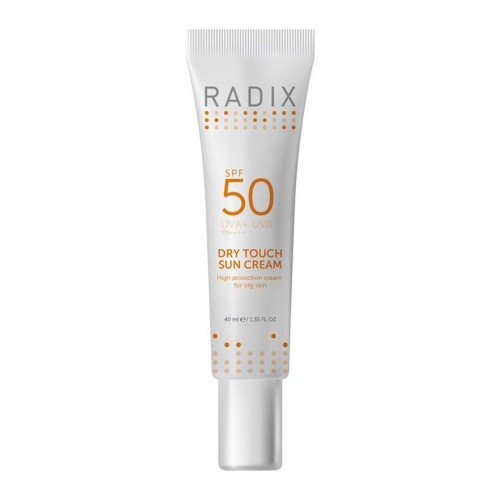 RADIX
SPF
50
UVA+ UVB
PA++++
DRY TOUCH
SUN CREAM
High protection cream
for oily skin
40 ml ℮ / 1.35 FL OZ